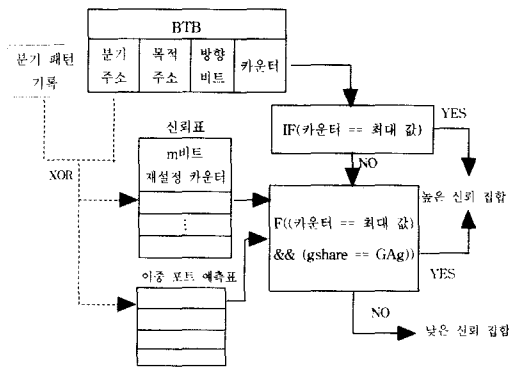 BTB
분기 패턴
기록
분기
주소
목적
주소
방향
비트
카운터
신뢰표
m비트
재설정 카운터
XOR
IF(카운터 == 최대 값)
YES
NO
높은 신뢰 집합
F((카운터 == 최대 값)
&& (gshare == GAg))
YES
이중 포트 예측표
NO
낮은 신뢰 집합